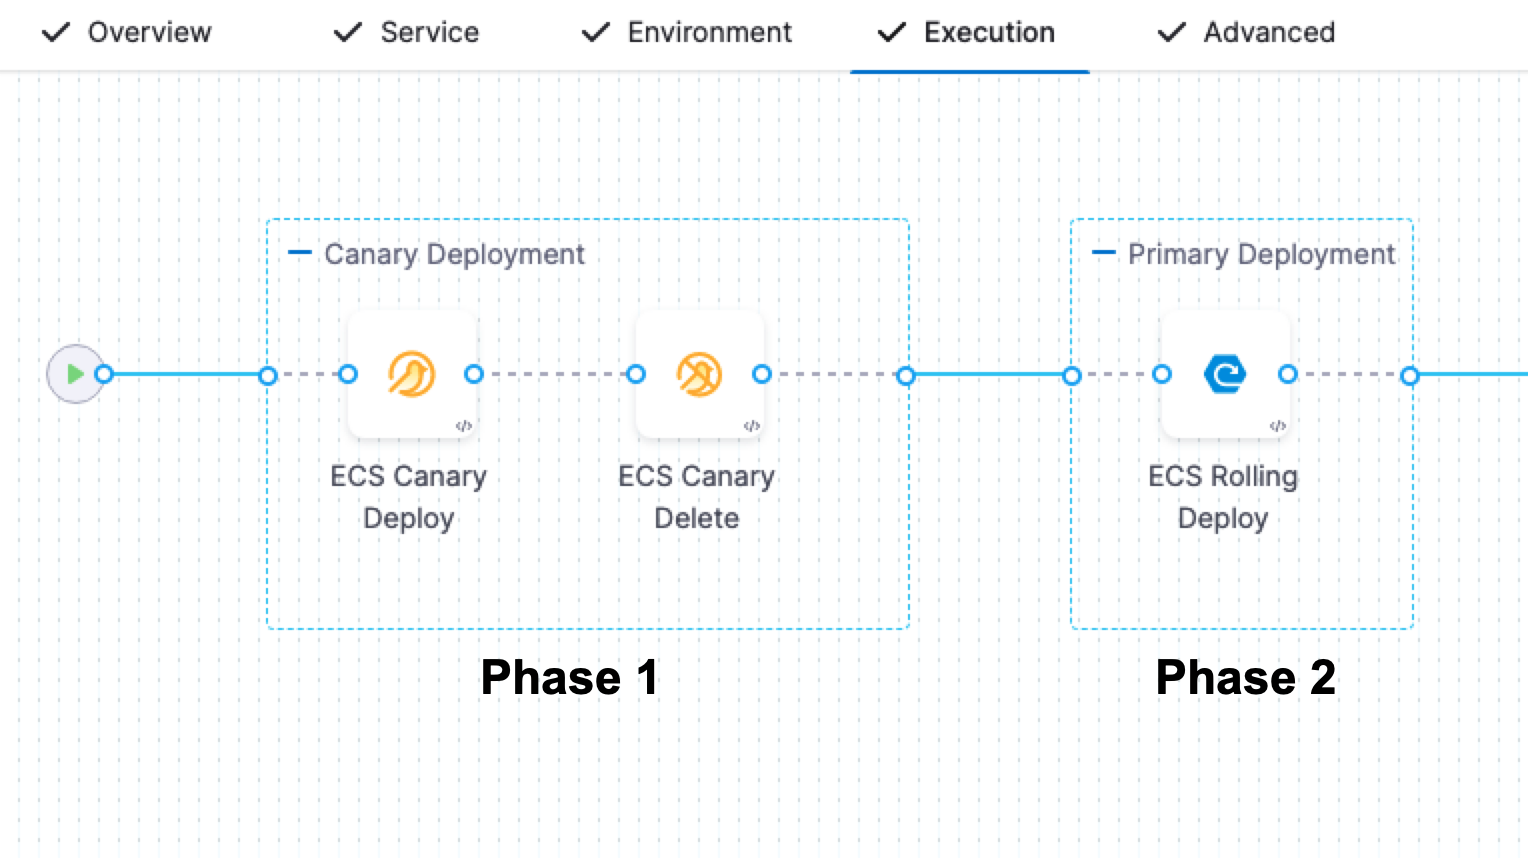 Overview Service Environment Execution Advanced
Canary Deployment
ECS Canary
Deploy
</>
ECS Canary
Delete
</>
Primary Deployment
ECS Rolling
Deploy
</>
Phase 1
Phase 2